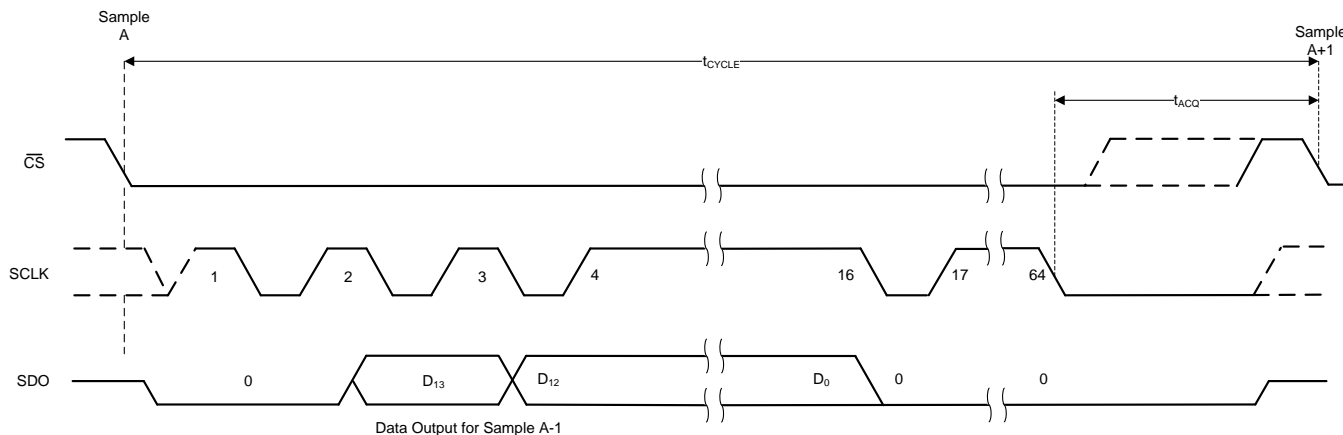 Sample
A
Sample
A+1
tCYCLE
tACQ
CS
SCLK
1
2
3
4
16
17
64
SDO
0
D13
D12
D0
0
0
Data Output for Sample A-1